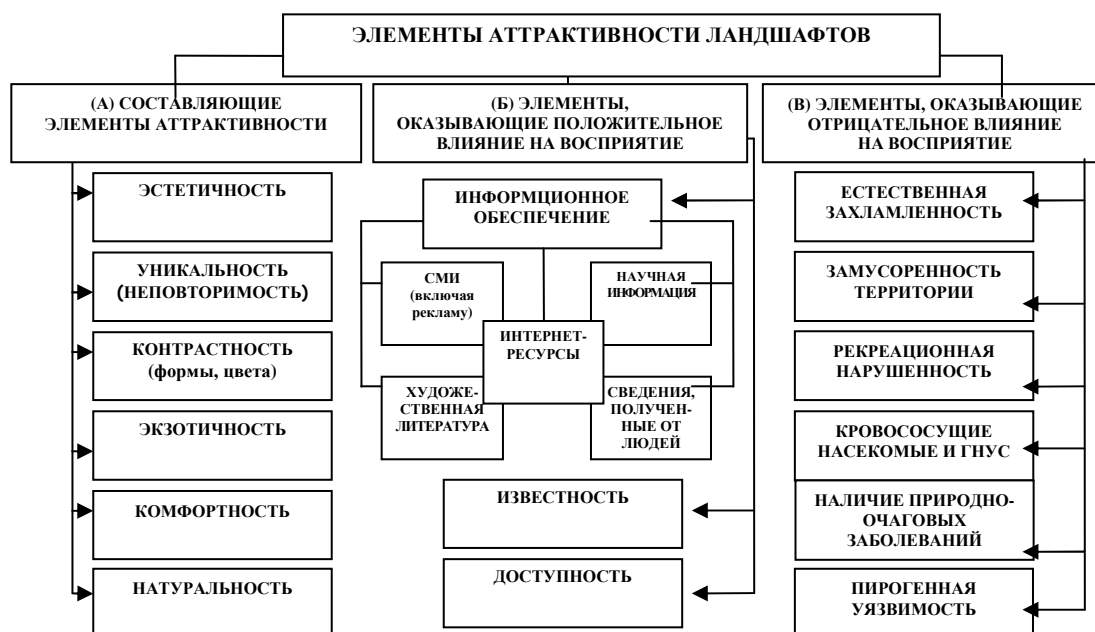 ЭЛЕМЕНТЫ АТТРАКТИВНОСТИ ЛАНДШАФТОВ
(А) СОСТАВЛЯЮЩИЕ
ЭЛЕМЕНТЫ АТТРАКТИВНОСТИ
ЭСТЕТИЧНОСТЬ
УНИКАЛЬНОСТЬ
(НЕПОВТОРИМОСТЬ)
КОНТРАСТНОСТЬ
(формы, цвета)
ЭКЗОТИЧНОСТЬ
КОМФОРТНОСТЬ
НАТУРАЛЬНОСТЬ
(Б) ЭЛЕМЕНТЫ,
ОКАЗЫВАЮЩИЕ ПОЛОЖИТЕЛЬНОЕ
ВЛИЯНИЕ НА ВОСПРИЯТИЕ
ИНФОРМЦИОННОЕ
ОБЕСПЕЧЕНИЕ
СМИ
(включая
рекламу)
НАУЧНАЯ
ИНФОРМАЦИЯ
ИНТЕРНЕТ-
РЕСУРСЫ
ХУДОЖЕ-
СТВЕННАЯ
ЛИТЕРАТУРА
СВЕДЕНИЯ,
ПОЛУЧЕН-
НЫЕ ОТ
ЛЮДЕЙ
ИЗВЕСТНОСТЬ
ДОСТУПНОСТЬ
(В) ЭЛЕМЕНТЫ, ОКАЗЫВАЮЩИЕ
ОТРИЦАТЕЛЬНОЕ ВЛИЯНИЕ
НА ВОСПРИЯТИЕ
ЕСТЕСТВЕННАЯ
ЗАХЛАМЛЕННОСТЬ
ЗАМУСОРЕННОСТЬ
ТЕРРИТОРИИ
РЕКРЕАЦИОННАЯ
НАРУШЕННОСТЬ
КРОВОСОСУЩИЕ
НАСЕКОМЫЕ И ГНУС
НАЛИЧИЕ ПРИРОДНО-
ОЧАГОВЫХ
ЗАБОЛЕВАНИЙ
ПИРОГЕННАЯ
УЯЗВИМОСТЬ